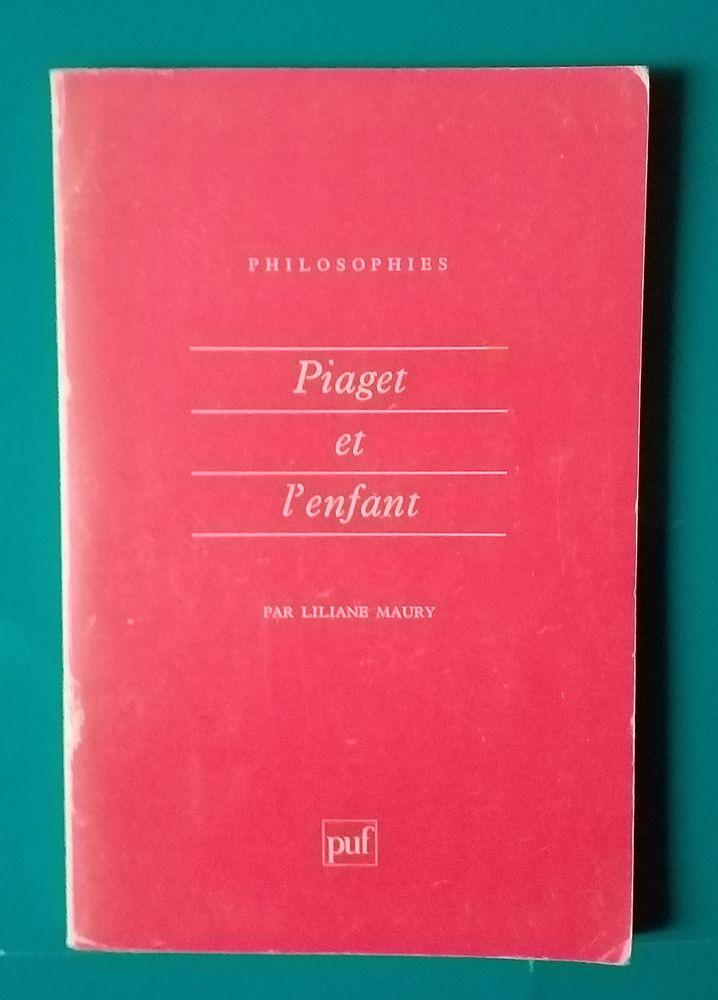 PHILOSOPHIES
Piaget
et
l'enfant
PAR LILIANE MAURY
puf